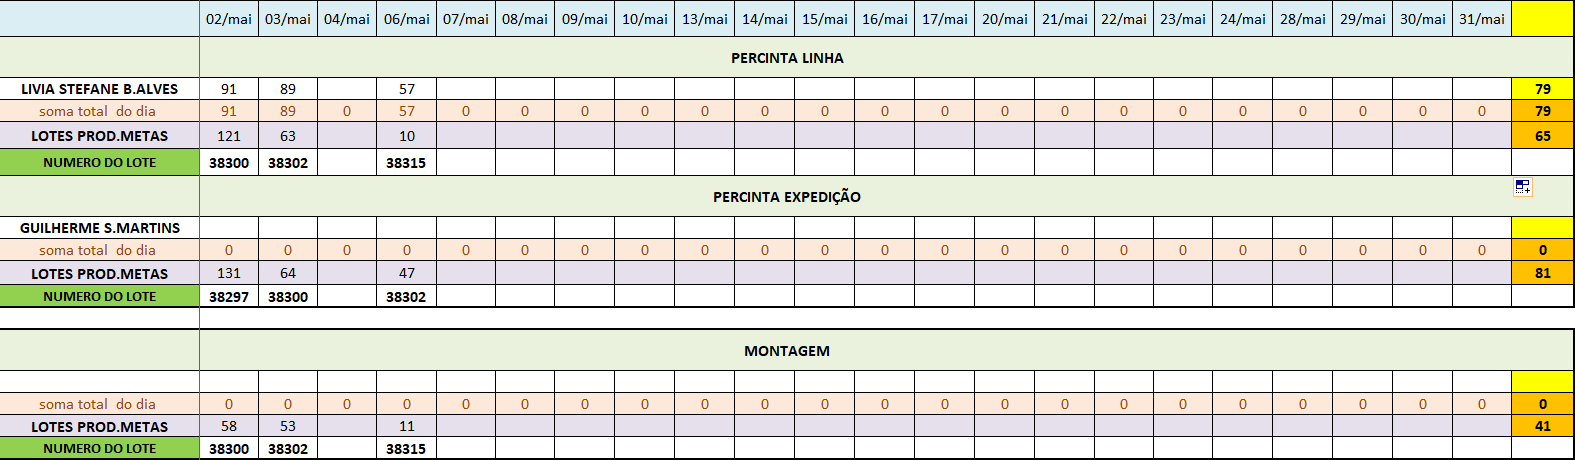 02/mai 03/mai 04/mai 06/mai 07/mai 08/mai 09/mai 10/mai 13/mai 14/mai 15/mai 16/mai 17/mai 20/mai 21/mai 22/mai 23/mai 24/mai 28/mai 29/mai 30/mai 31/mai
PERCINTA LINHA
LIVIA STEFANE B.ALVES 91 89 57 79
soma total do dia 91 89 0 57 0 0 0 0 0 0 0 0 0 0 0 0 0 0 0 0 0 0 79
LOTES PROD.METAS 121 63 10 65
NUMERO DO LOTE 38300 38302 38315
PERCINTA EXPEDIÇÃO
GUILHERME S.MARTINS
soma total do dia 0 0 0 0 0 0 0 0 0 0 0 0 0 0 0 0 0 0 0 0 0 0 0
LOTES PROD.METAS 131 64 47 81
NUMERO DO LOTE 38297 38300 38302
MONTAGEM
soma total do dia 0 0 0 0 0 0 0 0 0 0 0 0 0 0 0 0 0 0 0 0 0 0 0
LOTES PROD.METAS 58 53 11 41
NUMERO DO LOTE 38300 38302 38315